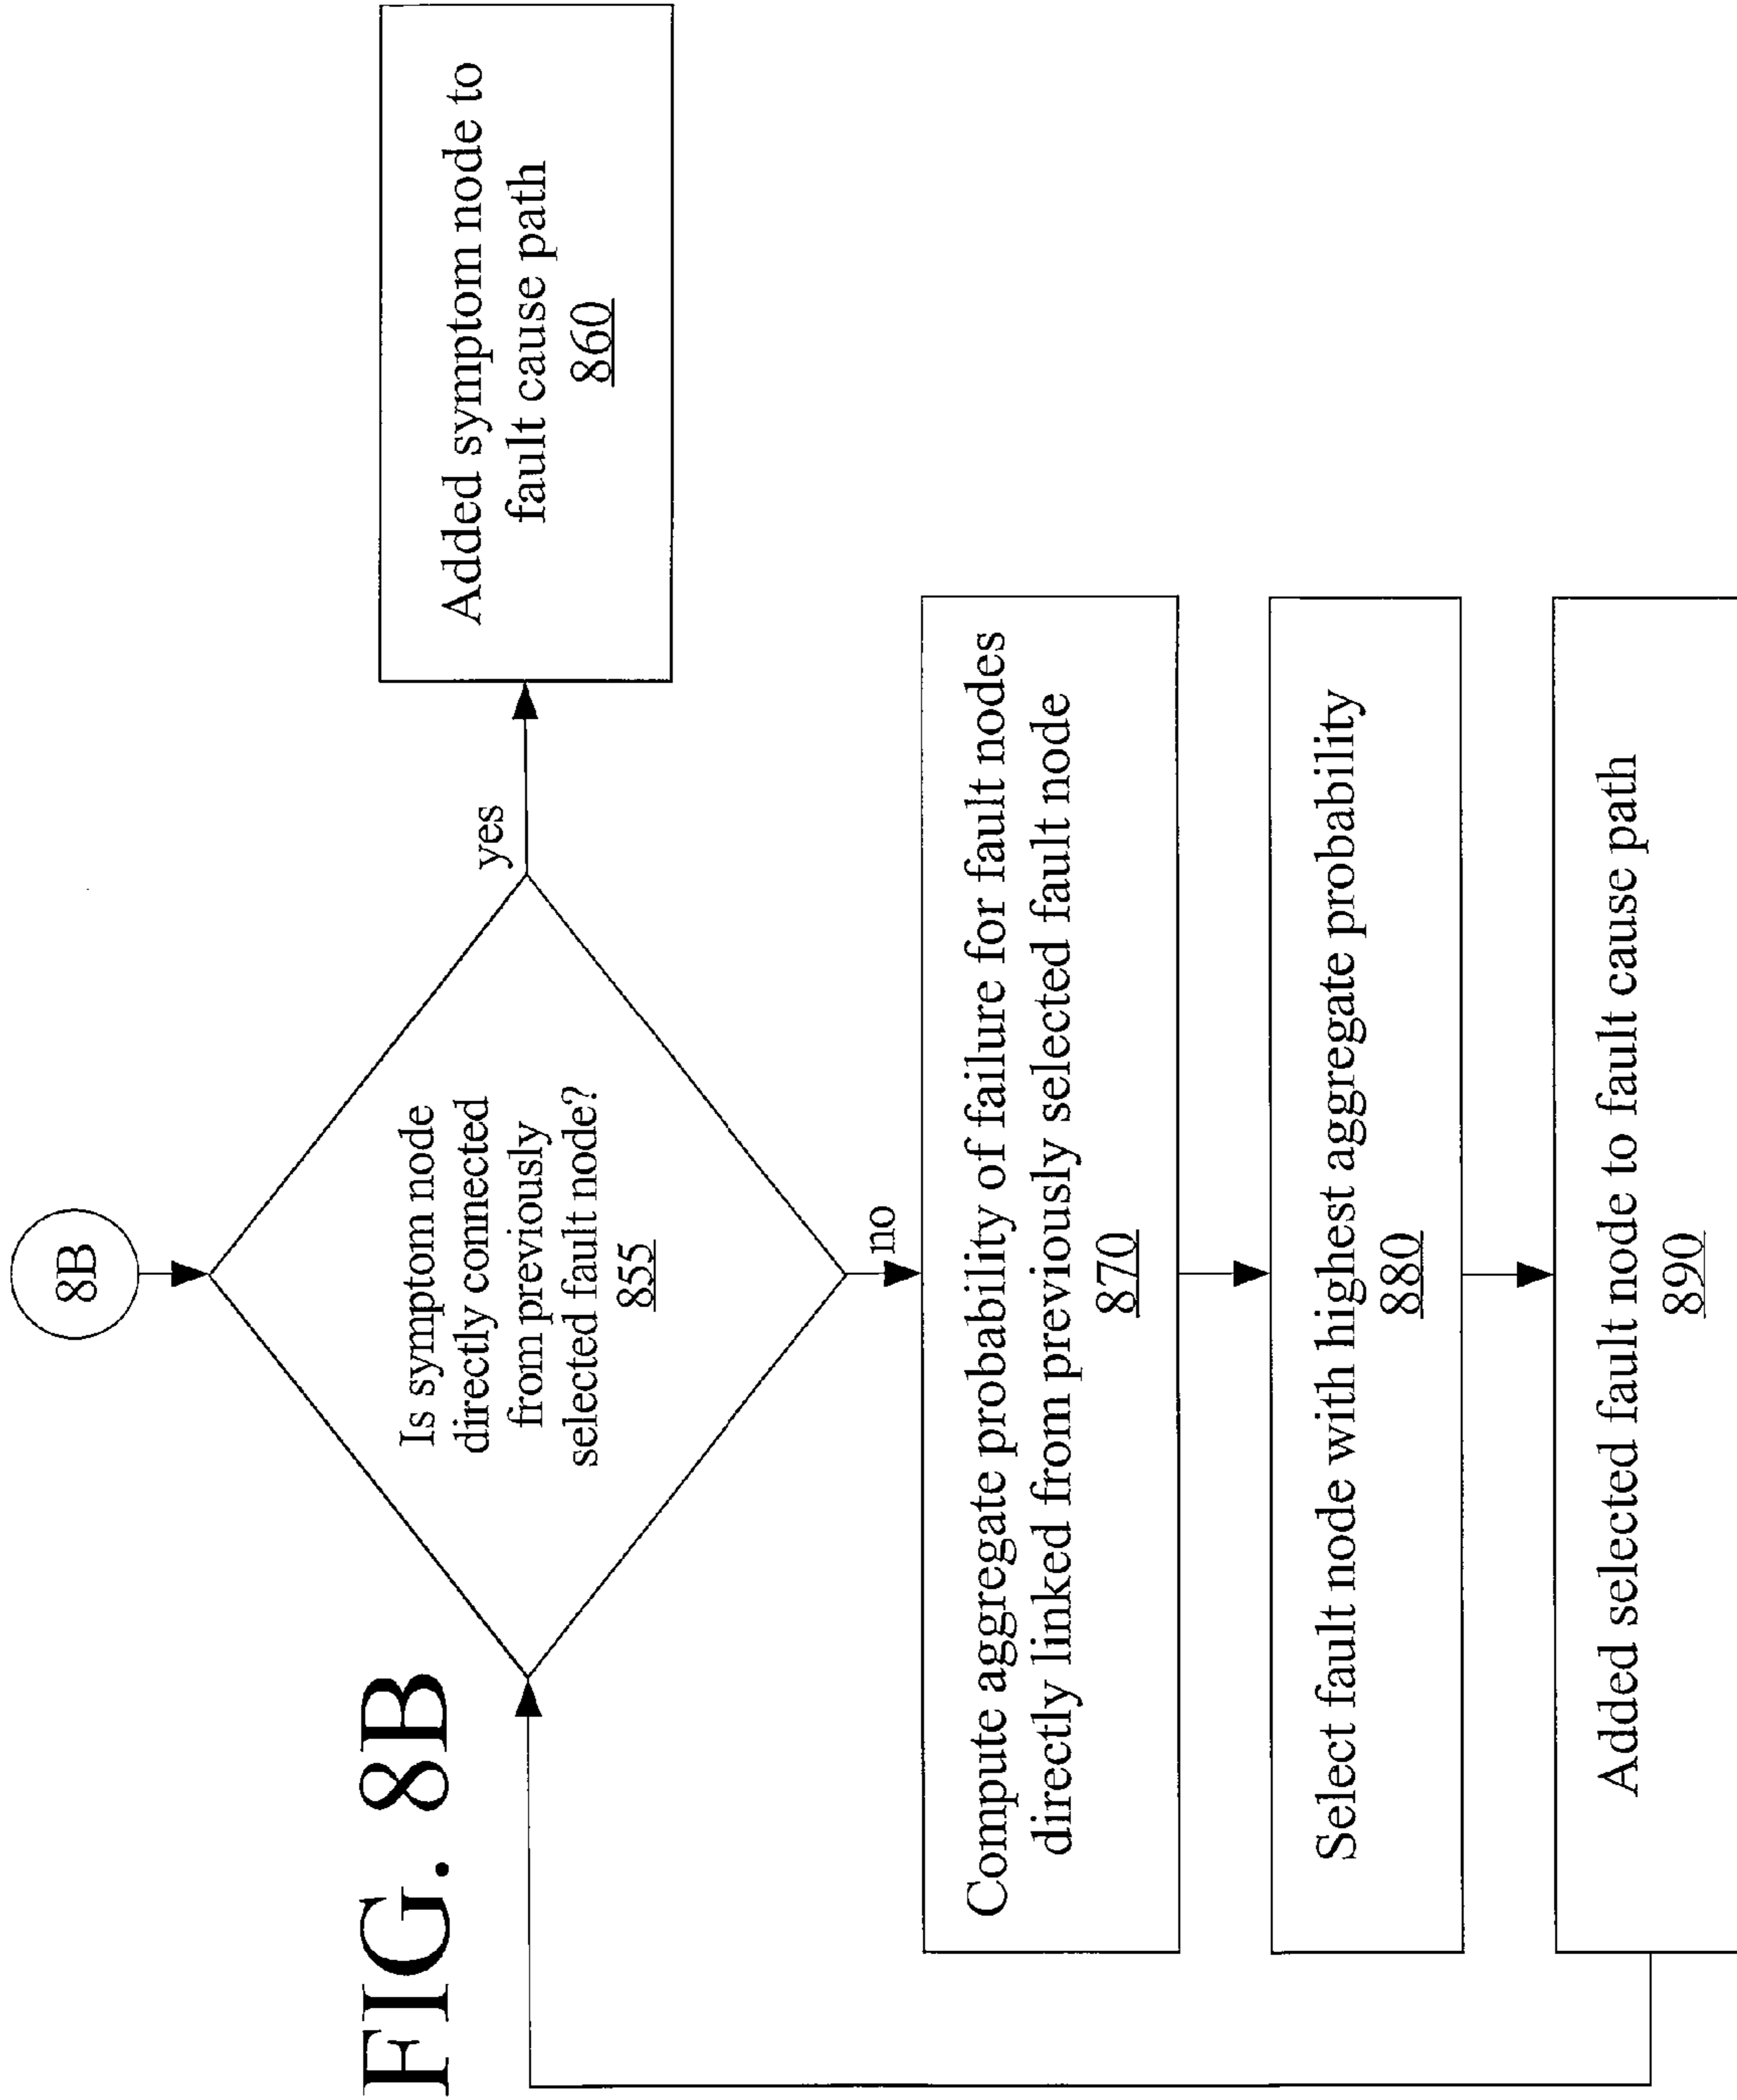 FIG. 8B
8B
Is symptom node
directly connected
from previously
selected fault node?
855
yes
Added symptom node to
fault cause path
860
no
Compute aggregate probability of failure for fault nodes
directly linked from previously selected fault node
870
Select fault node with highest aggregate probability
880
Added selected fault node to fault cause path
890